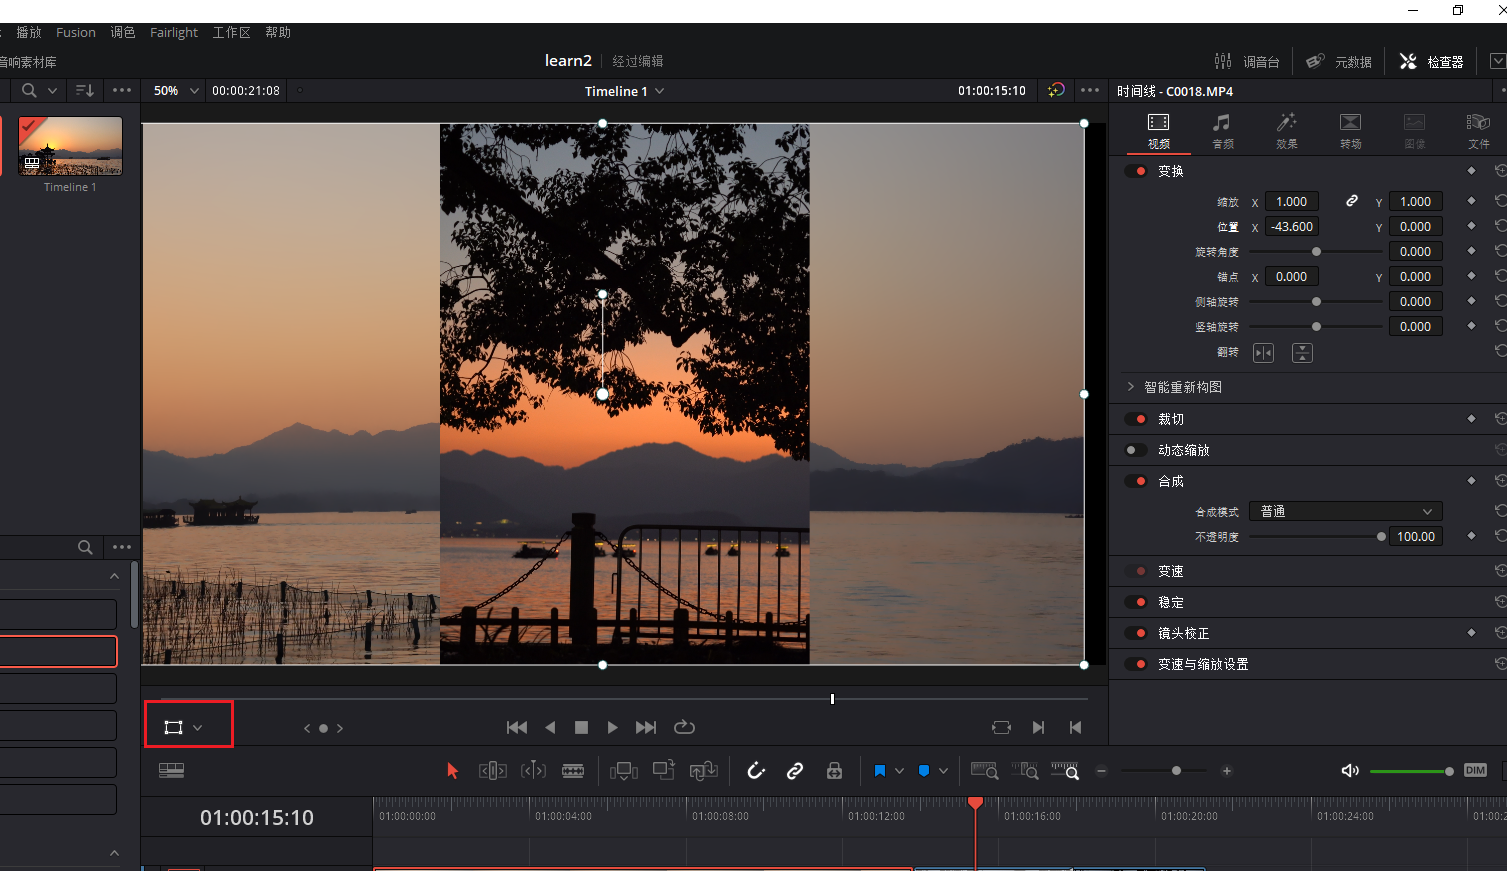 播放 Fusion 调色 Fairlight 工作区 帮助
音响素材库 learn2 经过编辑 调音台 元数据 检查器
50% 00:00:21:08 Timeline 1 01:00:15:10 时间线 - C0018.MP4
视频 音频 效果 转场 图像 文件
Timeline 1
变换
缩放 X 1.000 Y 1.000
位置 X -43.600 Y 0.000
旋转角度 0.000
锚点 X 0.000 Y 0.000
侧轴旋转 0.000
竖轴旋转 0.000
翻转
智能重新构图
裁切
动态缩放
合成
合成模式 普通
不透明度 100.00
变速
稳定
镜头校正
变速与缩放设置
DIM
01:00:15:10 01:00:00:00 01:00:04:00 01:00:08:00 01:00:12:00 01:00:16:00 01:00:20:00 01:00:24:00 01:00:2